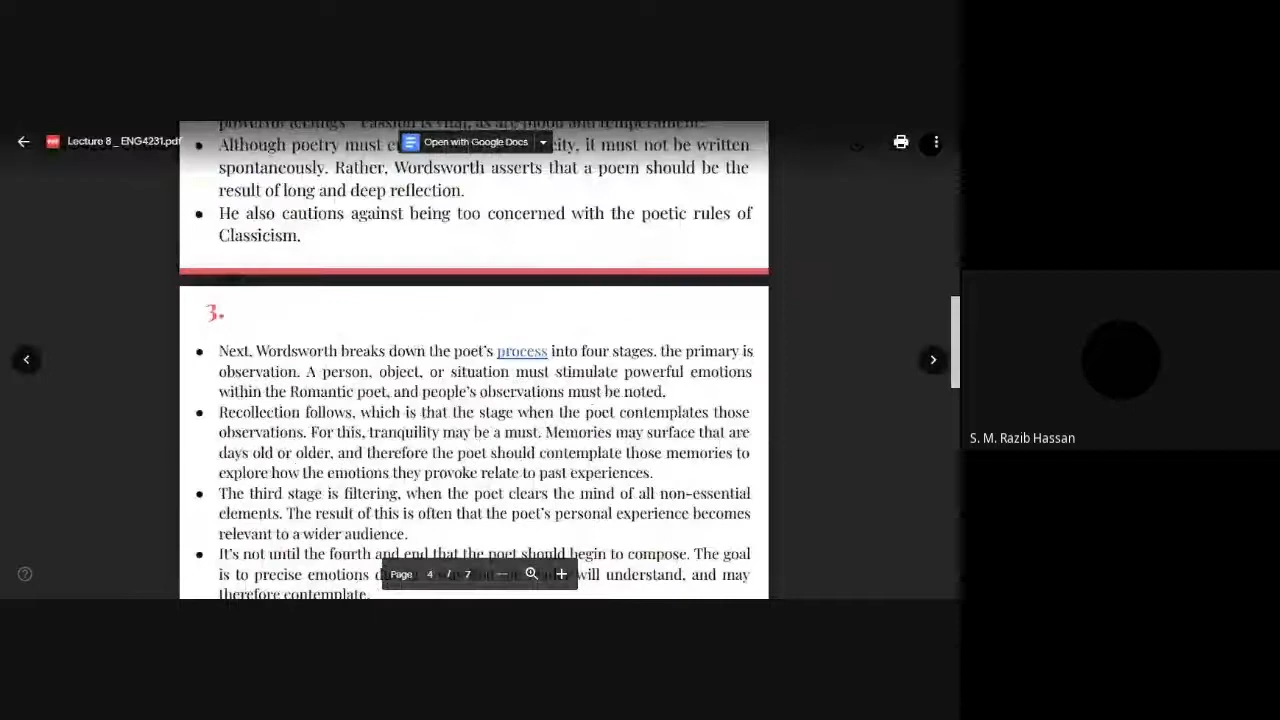 Lecture 8 _ ENG4231.pdf
Open with Google Docs
Although poetry must city, it must not be written
spontaneously. Rather, Wordsworth asserts that a poem should be the
result of long and deep reflection.
He also cautions against being too concerned with the poetic rules of
Classicism.
3.
Next, Wordsworth breaks down the poet's process into four stages. the primary is
observation. A person, object, or situation must stimulate powerful emotions
within the Romantic poet, and people's observations must be noted.
Recollection follows, which is that the stage when the poet contemplates those
observations. For this, tranquility may be a must. Memories may surface that are
days old or older, and therefore the poet should contemplate those memories to
explore how the emotions they provoke relate to past experiences.
The third stage is filtering, when the poet clears the mind of all non-essential
elements. The result of this is often that the poet's personal experience becomes
relevant to a wider audience.
It's not until the fourth and end that the poet should begin to compose. The goal
is to precise emotions will understand, and may
therefore contemplate.
Page 4 / 7
S. M. Razib Hassan